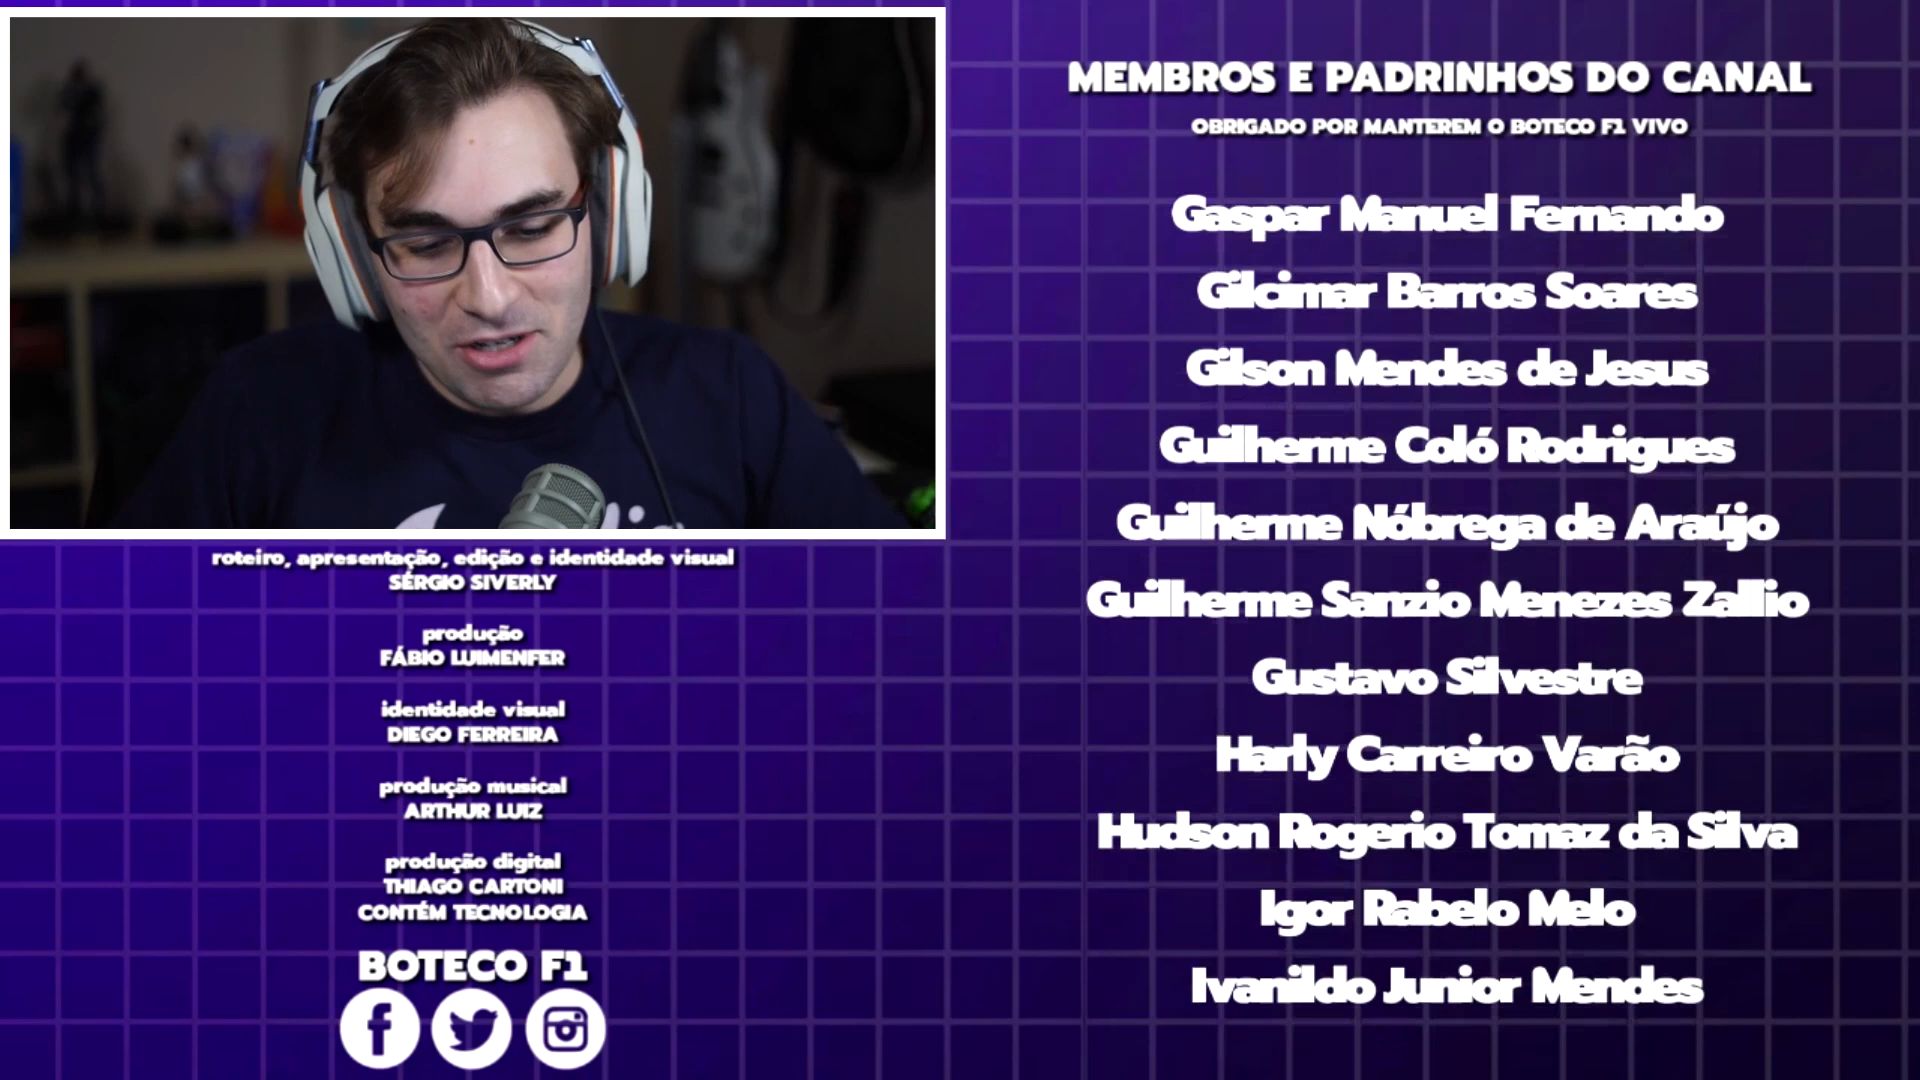 roteiro, apresentação, edição e identidade visual
SÉRGIO SIVERLY
produção
FÁBIO LUIMENFER
identidade visual
DIEGO FERREIRA
produção musical
ARTHUR LUIZ
produção digital
THIAGO CARTONI
CONTÉM TECNOLOGIA
BOTECO F1
MEMBROS E PADRINHOS DO CANAL
OBRIGADO POR MANTEREM O BOTECO F1 VIVO
Gaspar Manuel Fernando
Gilcimar Barros Soares
Gilson Mendes de Jesus
Guilherme Coló Rodrigues
Guilherme Nóbrega de Araújo
Guilherme Sanzio Menezes Zallio
Gustavo Silvestre
Harly Carreiro Varão
Hudson Rogerio Tomaz da Silva
Igor Rabelo Melo
Ivanildo Junior Mendes